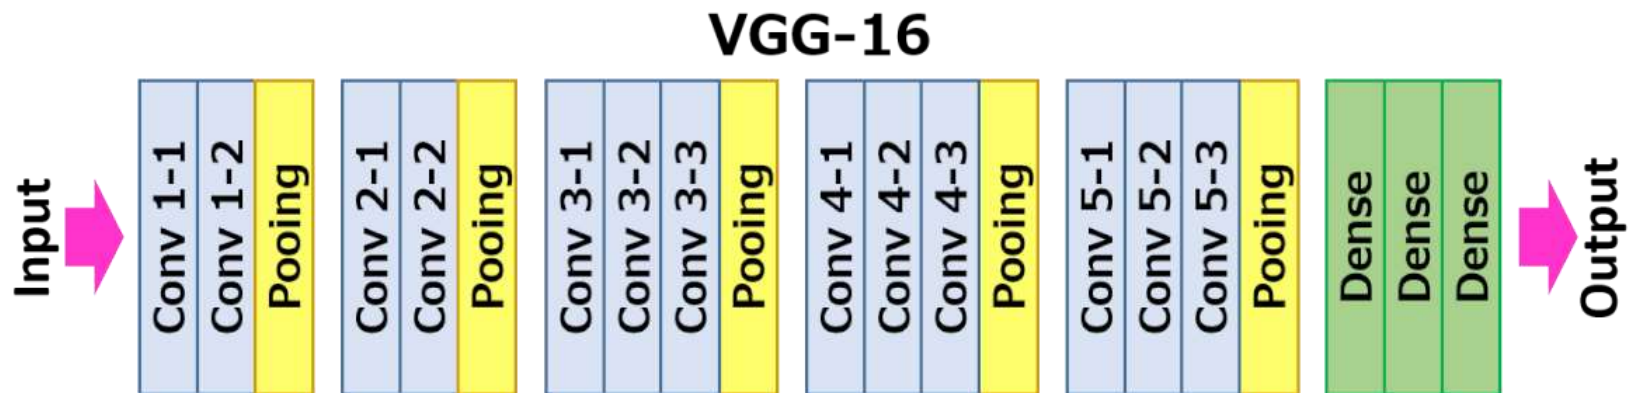 VGG-16
Input
Conv 1-1
Conv 1-2
Pooing
Conv 2-1
Conv 2-2
Pooing
Conv 3-1
Conv 3-2
Conv 3-3
Pooing
Conv 4-1
Conv 4-2
Conv 4-3
Pooing
Conv 5-1
Conv 5-2
Conv 5-3
Pooing
Dense
Dense
Dense
Output